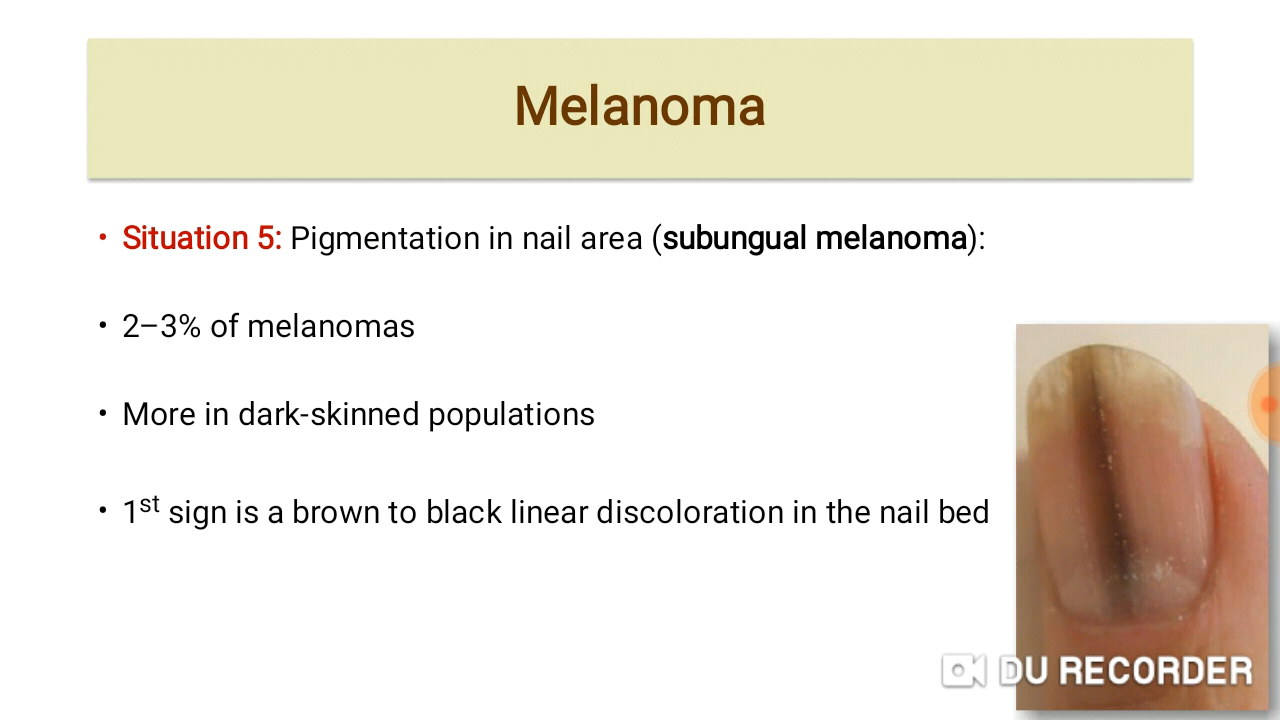 Melanoma
• Situation 5: Pigmentation in nail area (subungual melanoma):
• 2–3% of melanomas
• More in dark-skinned populations
• 1st sign is a brown to black linear discoloration in the nail bed
DU RECORDER